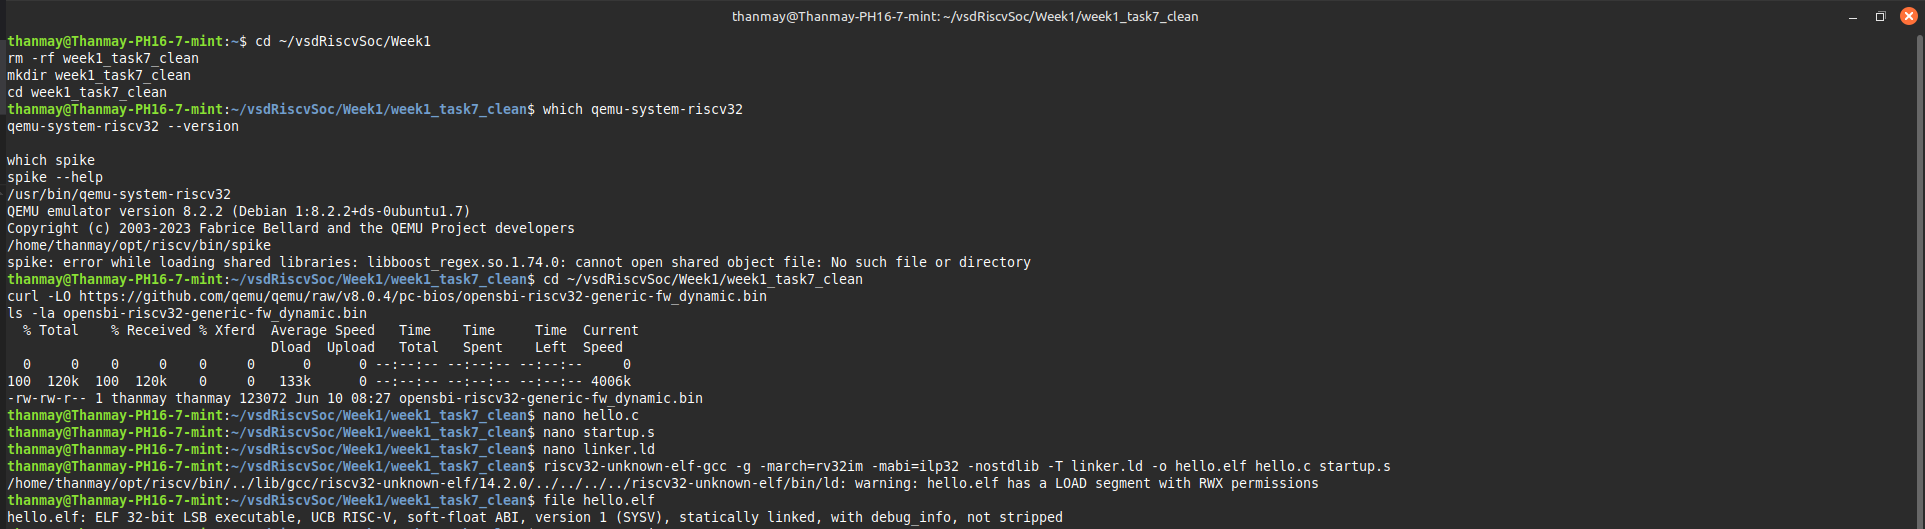 thanmay@Thanmay-PH16-7-mint: ~/vsdRiscvSoc/Week1/week1_task7_clean
thanmay@Thanmay-PH16-7-mint:~$ cd ~/vsdRiscvSoc/Week1
rm -rf week1_task7_clean
mkdir week1_task7_clean
cd week1_task7_clean
thanmay@Thanmay-PH16-7-mint:~/vsdRiscvSoc/Week1/week1_task7_clean$ which qemu-system-riscv32
qemu-system-riscv32 --version
which spike
spike --help
/usr/bin/qemu-system-riscv32
QEMU emulator version 8.2.2 (Debian 1:8.2.2+ds-0ubuntu1.7)
Copyright (c) 2003-2023 Fabrice Bellard and the QEMU Project developers
/home/thanmay/opt/riscv/bin/spike
spike: error while loading shared libraries: libboost_regex.so.1.74.0: cannot open shared object file: No such file or directory
thanmay@Thanmay-PH16-7-mint:~/vsdRiscvSoc/Week1/week1_task7_clean$ cd ~/vsdRiscvSoc/Week1/week1_task7_clean
curl -LO https://github.com/qemu/qemu/raw/v8.0.4/pc-bios/opensbi-riscv32-generic-fw_dynamic.bin
ls -la opensbi-riscv32-generic-fw_dynamic.bin
  % Total    % Received % Xferd  Average Speed   Time    Time     Time  Current
                                 Dload  Upload   Total   Spent    Left  Speed
  0     0    0     0    0     0      0      0 --:--:-- --:--:-- --:--:--     0
100  120k  100  120k    0     0   133k      0 --:--:-- --:--:-- --:--:-- 4006k
-rw-rw-r-- 1 thanmay thanmay 123072 Jun 10 08:27 opensbi-riscv32-generic-fw_dynamic.bin
thanmay@Thanmay-PH16-7-mint:~/vsdRiscvSoc/Week1/week1_task7_clean$ nano hello.c
thanmay@Thanmay-PH16-7-mint:~/vsdRiscvSoc/Week1/week1_task7_clean$ nano startup.s
thanmay@Thanmay-PH16-7-mint:~/vsdRiscvSoc/Week1/week1_task7_clean$ nano linker.ld
thanmay@Thanmay-PH16-7-mint:~/vsdRiscvSoc/Week1/week1_task7_clean$ riscv32-unknown-elf-gcc -g -march=rv32im -mabi=ilp32 -nostdlib -T linker.ld -o hello.elf hello.c startup.s
/home/thanmay/opt/riscv/bin/../lib/gcc/riscv32-unknown-elf/14.2.0/../../../../riscv32-unknown-elf/bin/ld: warning: hello.elf has a LOAD segment with RWX permissions
thanmay@Thanmay-PH16-7-mint:~/vsdRiscvSoc/Week1/week1_task7_clean$ file hello.elf
hello.elf: ELF 32-bit LSB executable, UCB RISC-V, soft-float ABI, version 1 (SYSV), statically linked, with debug_info, not stripped